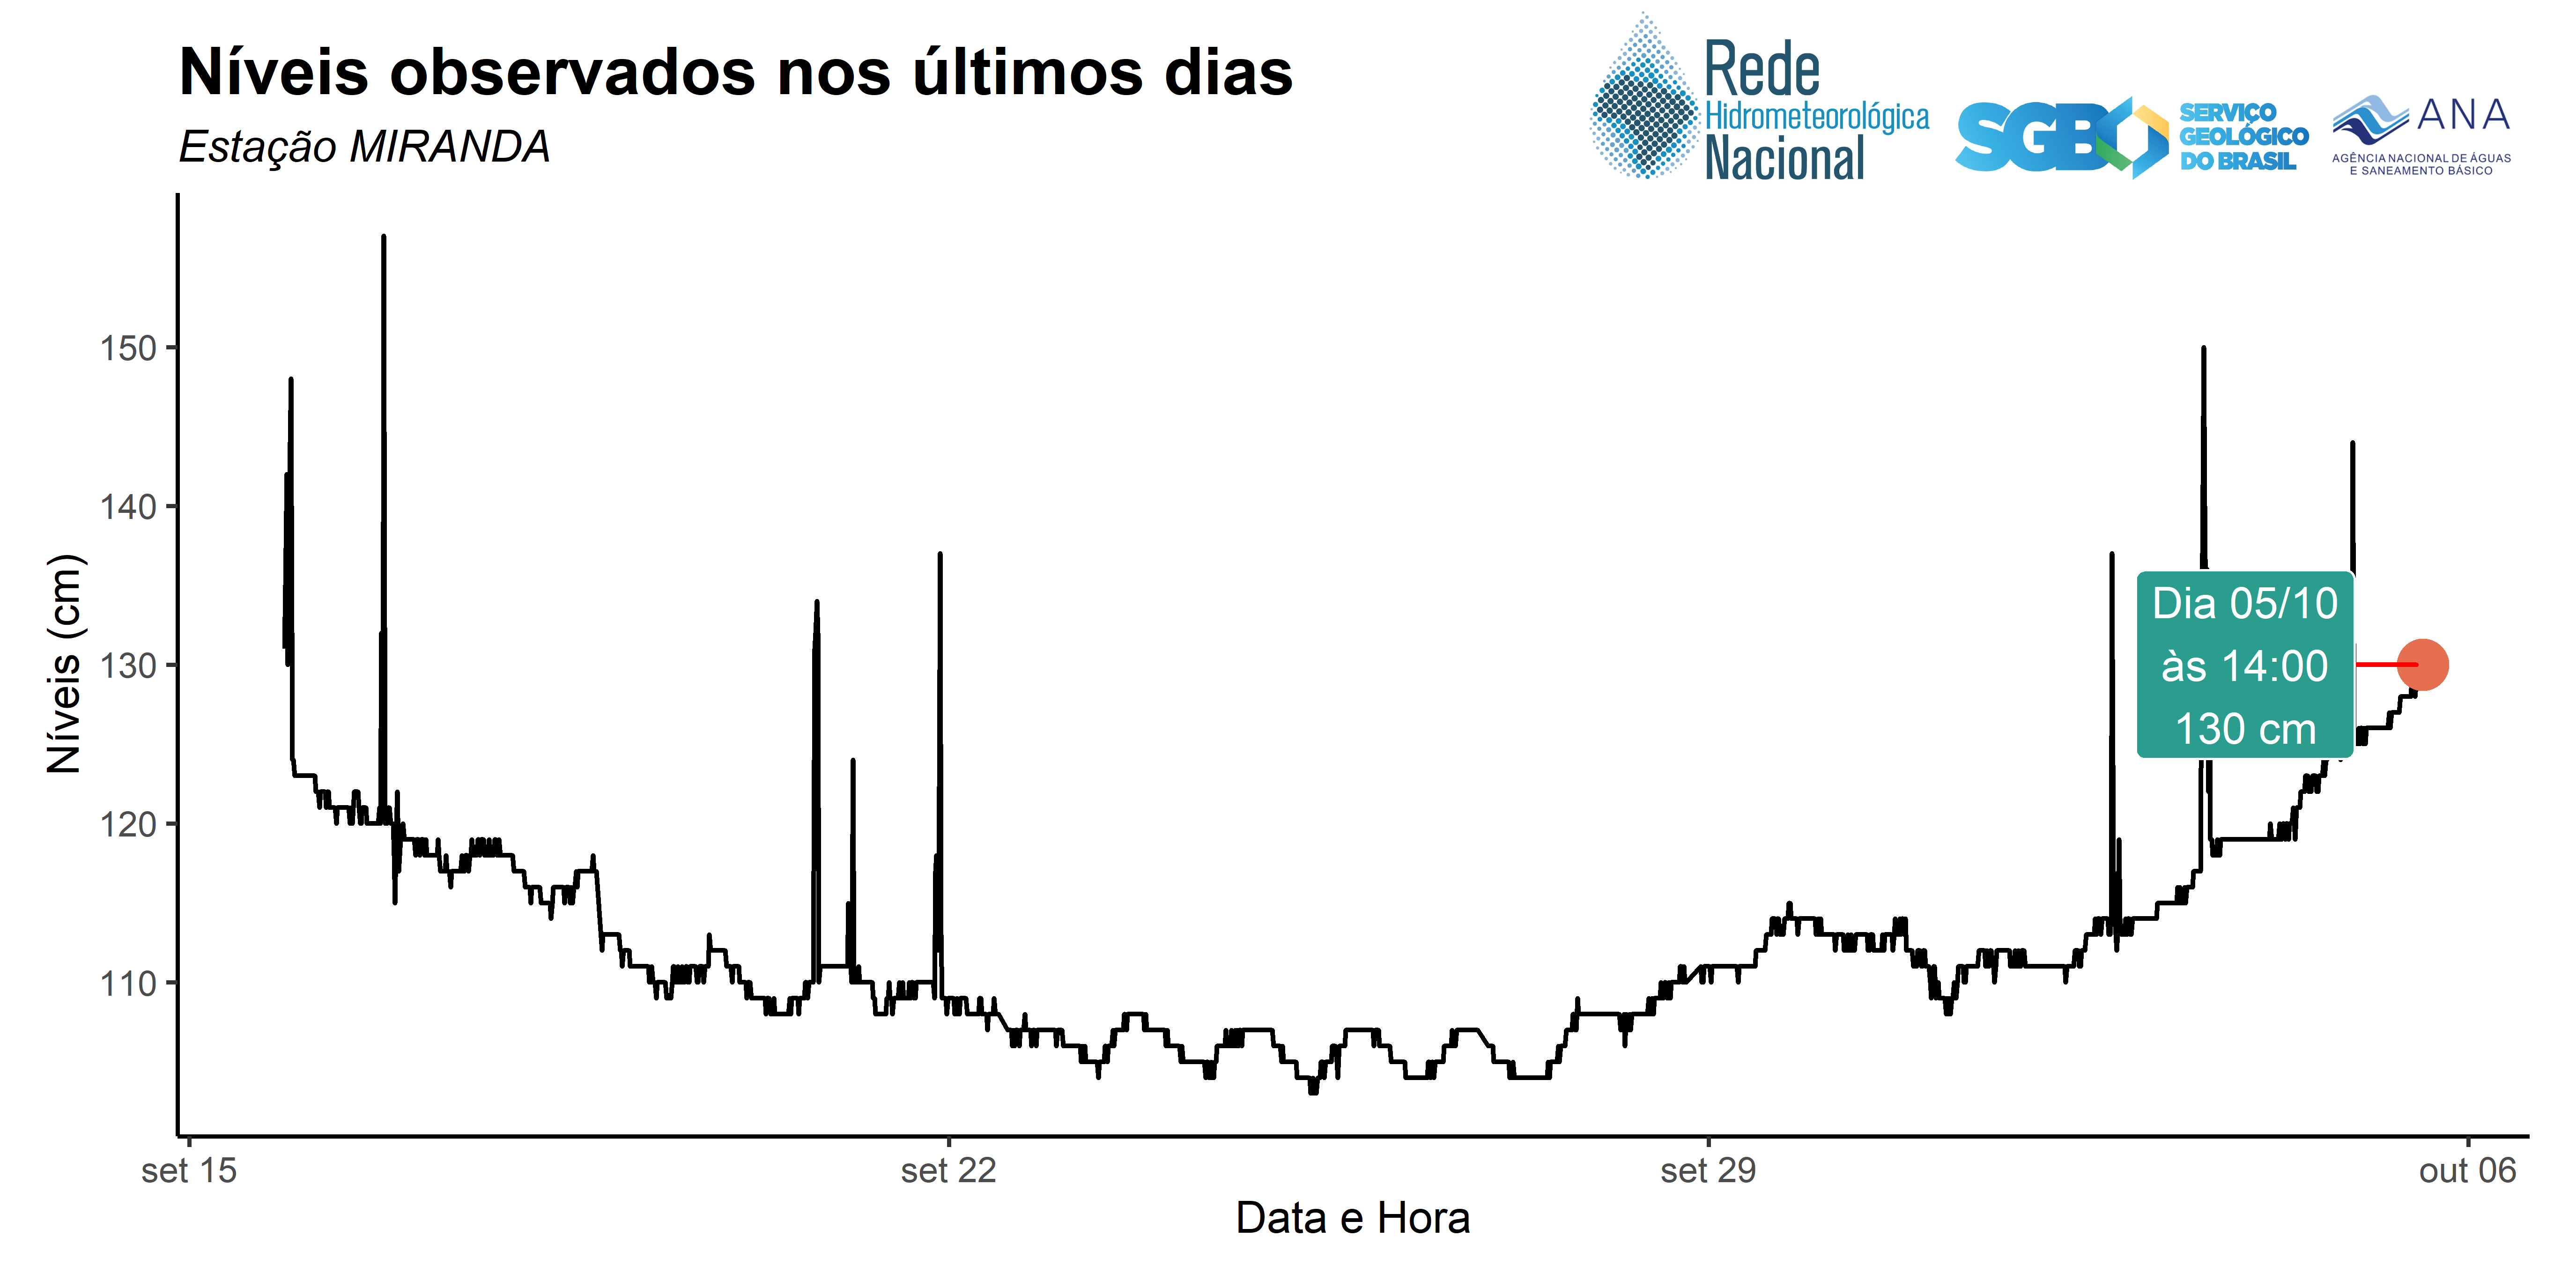 Níveis observados nos últimos dias
Estação MIRANDA
Rede
Hidrometeorológica
Nacional
SGB
SERVIÇO
GEOLÓGICO
DO BRASIL
ANA
AGÊNCIA NACIONAL DE ÁGUAS
E SANEAMENTO BÁSICO
Níveis (cm)
150
140
130
120
110
Dia 05/10
às 14:00
130 cm
set 15
set 22
set 29
out 06
Data e Hora